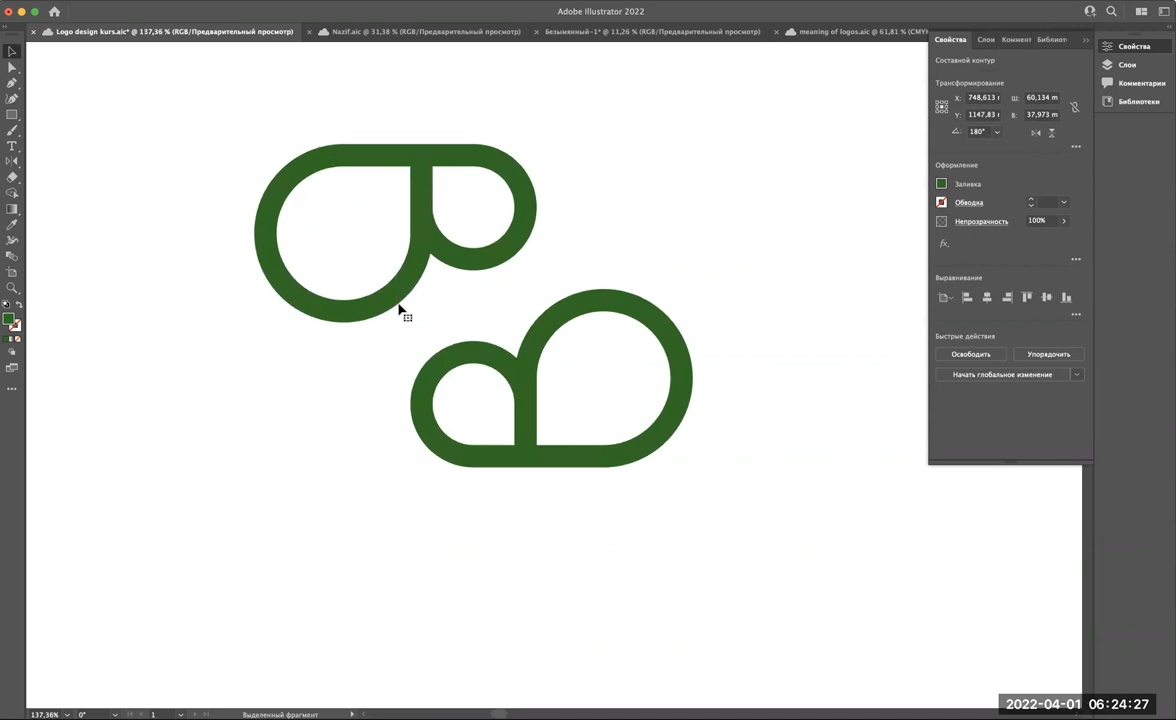 Adobe Illustrator 2022
Logo design kurs.aic* @ 137,36 % (RGB/Предварительный просмотр)
Nazif.aic @ 31,38 % (RGB/Предварительный просмотр)
Безымянный-1* @ 11,26 % (RGB/Предварительный просмотр)
meaning of logos.aic @ 61,81 % (CMY
Свойства
Слои
Коммент
Библиот
Составной контур
Трансформирование
X: 748,613 Ш: 60,134 m
Y: 1147,83 В: 37,973 m
180°
Оформление
Заливка
Обводка
Непрозрачность 100%
fx.
Выравнивание
Быстрые действия
Освободить Упорядочить
Начать глобальное изменение
Свойства
Слои
Комментарии
Библиотеки
137,36% 0° 1 Выделенный фрагмент
2022-04-01 06:24:27